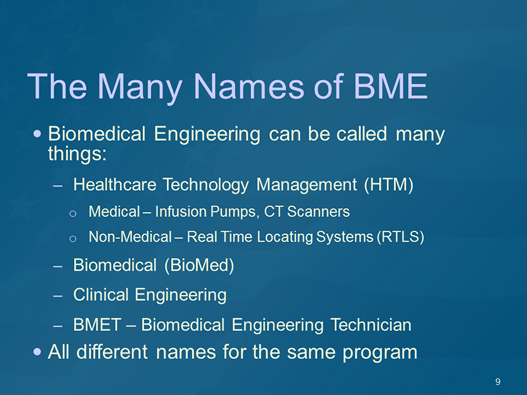 The Many Names of BME
• Biomedical Engineering can be called many
things:
– Healthcare Technology Management (HTM)
o Medical – Infusion Pumps, CT Scanners
o Non-Medical – Real Time Locating Systems (RTLS)
– Biomedical (BioMed)
– Clinical Engineering
– BMET – Biomedical Engineering Technician
• All different names for the same program
9